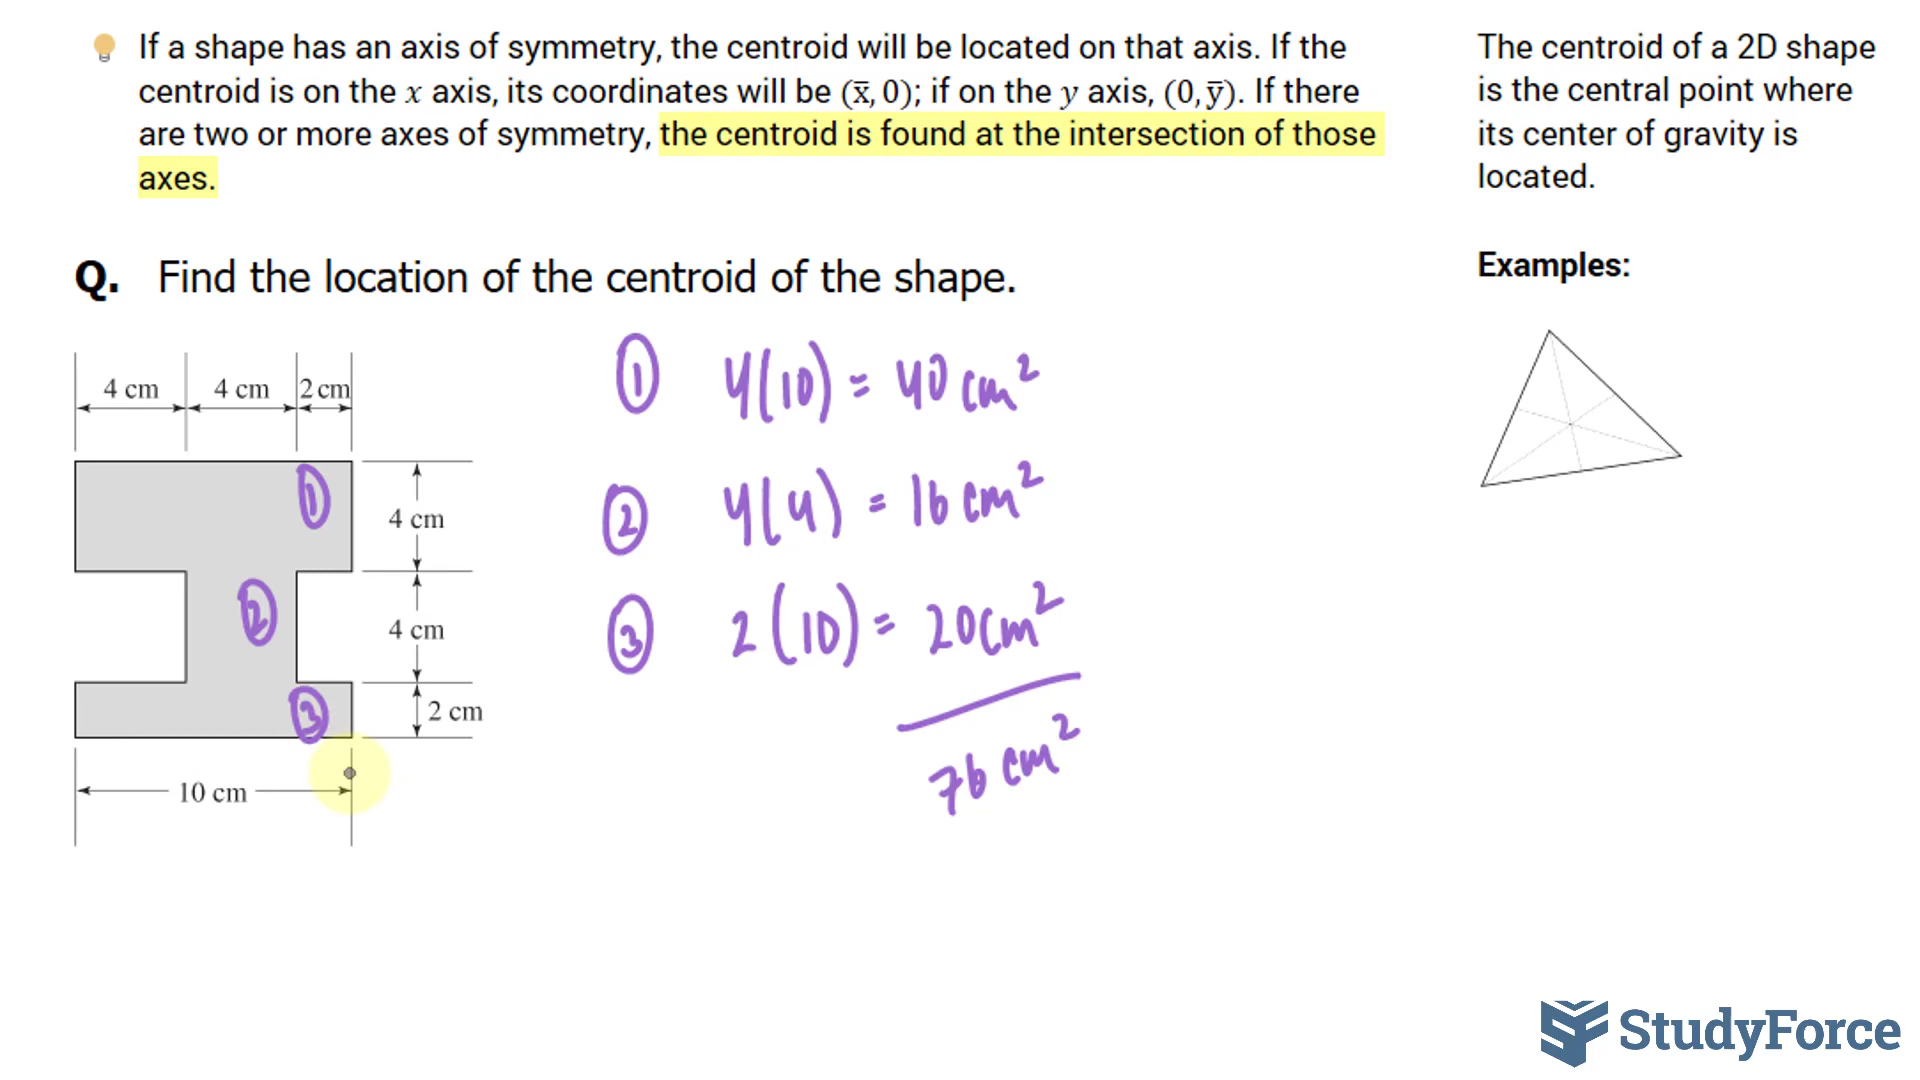 If a shape has an axis of symmetry, the centroid will be located on that axis. If the
centroid is on the x axis, its coordinates will be (x̅, 0); if on the y axis, (0, y̅). If there
are two or more axes of symmetry, the centroid is found at the intersection of those
axes.
The centroid of a 2D shape
is the central point where
its center of gravity is
located.
Examples:
Q. Find the location of the centroid of the shape.
4 cm 4 cm 2 cm
1
4 cm
2
4 cm
3
2 cm
10 cm
① 4(10) = 40 cm²
② 4(4) = 16 cm²
③ 2(10) = 20cm²
76 cm²
StudyForce